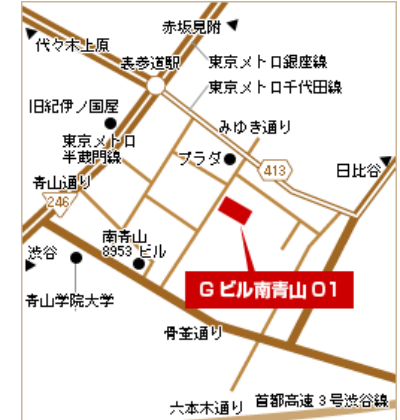 赤坂見附
代々木上原
表参道駅
東京メトロ銀座線
東京メトロ千代田線
旧紀伊ノ国屋
みゆき通り
東京メトロ
半蔵門線
プラダ
413
日比谷
青山通り
246
渋谷
南青山
8953 ビル
Gビル南青山01
青山学院大学
骨董通り
六本木通り
首都高速3号渋谷線